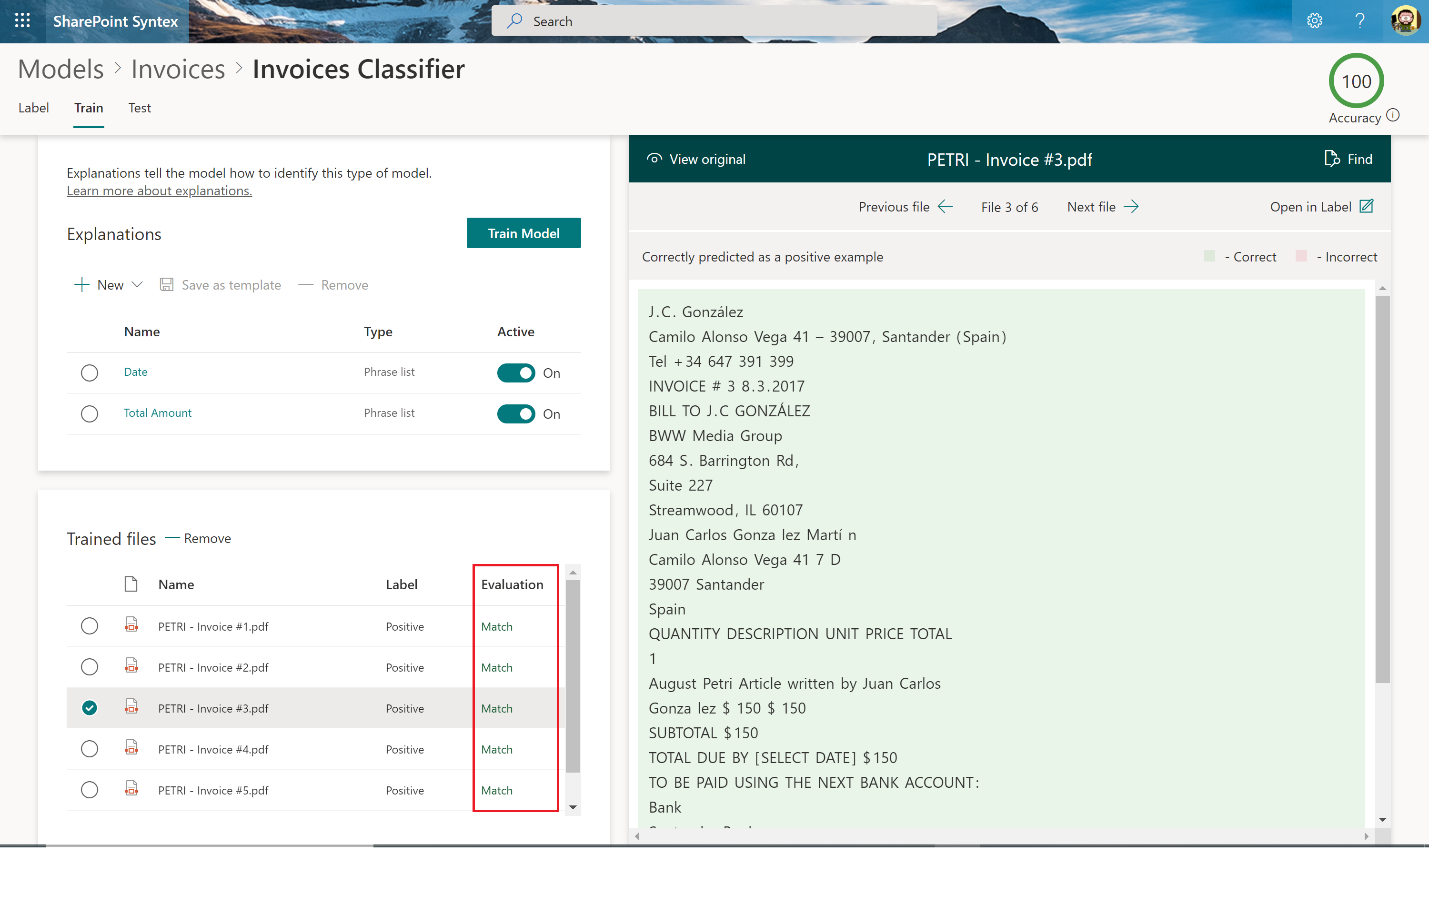 SharePoint Syntex
Search
?
Models > Invoices > Invoices Classifier
100
Accuracy
Label Train Test
Explanations tell the model how to identify this type of model.
Learn more about explanations.
Explanations
Train Model
New Save as template Remove
Name Type Active
Date Phrase list On
Total Amount Phrase list On
Trained files Remove
Name Label Evaluation
PETRI - Invoice #1.pdf Positive Match
PETRI - Invoice #2.pdf Positive Match
PETRI - Invoice #3.pdf Positive Match
PETRI - Invoice #4.pdf Positive Match
PETRI - Invoice #5.pdf Positive Match
View original PETRI - Invoice #3.pdf Find
Previous file File 3 of 6 Next file Open in Label
Correctly predicted as a positive example - Correct - Incorrect
J.C. González
Camilo Alonso Vega 41 – 39007, Santander (Spain)
Tel +34 647 391 399
INVOICE # 3 8.3.2017
BILL TO J.C GONZÁLEZ
BWW Media Group
684 S. Barrington Rd,
Suite 227
Streamwood, IL 60107
Juan Carlos Gonza lez Martí n
Camilo Alonso Vega 41 7 D
39007 Santander
Spain
QUANTITY DESCRIPTION UNIT PRICE TOTAL
1
August Petri Article written by Juan Carlos
Gonza lez $ 150 $ 150
SUBTOTAL $150
TOTAL DUE BY [SELECT DATE] $150
TO BE PAID USING THE NEXT BANK ACCOUNT:
Bank